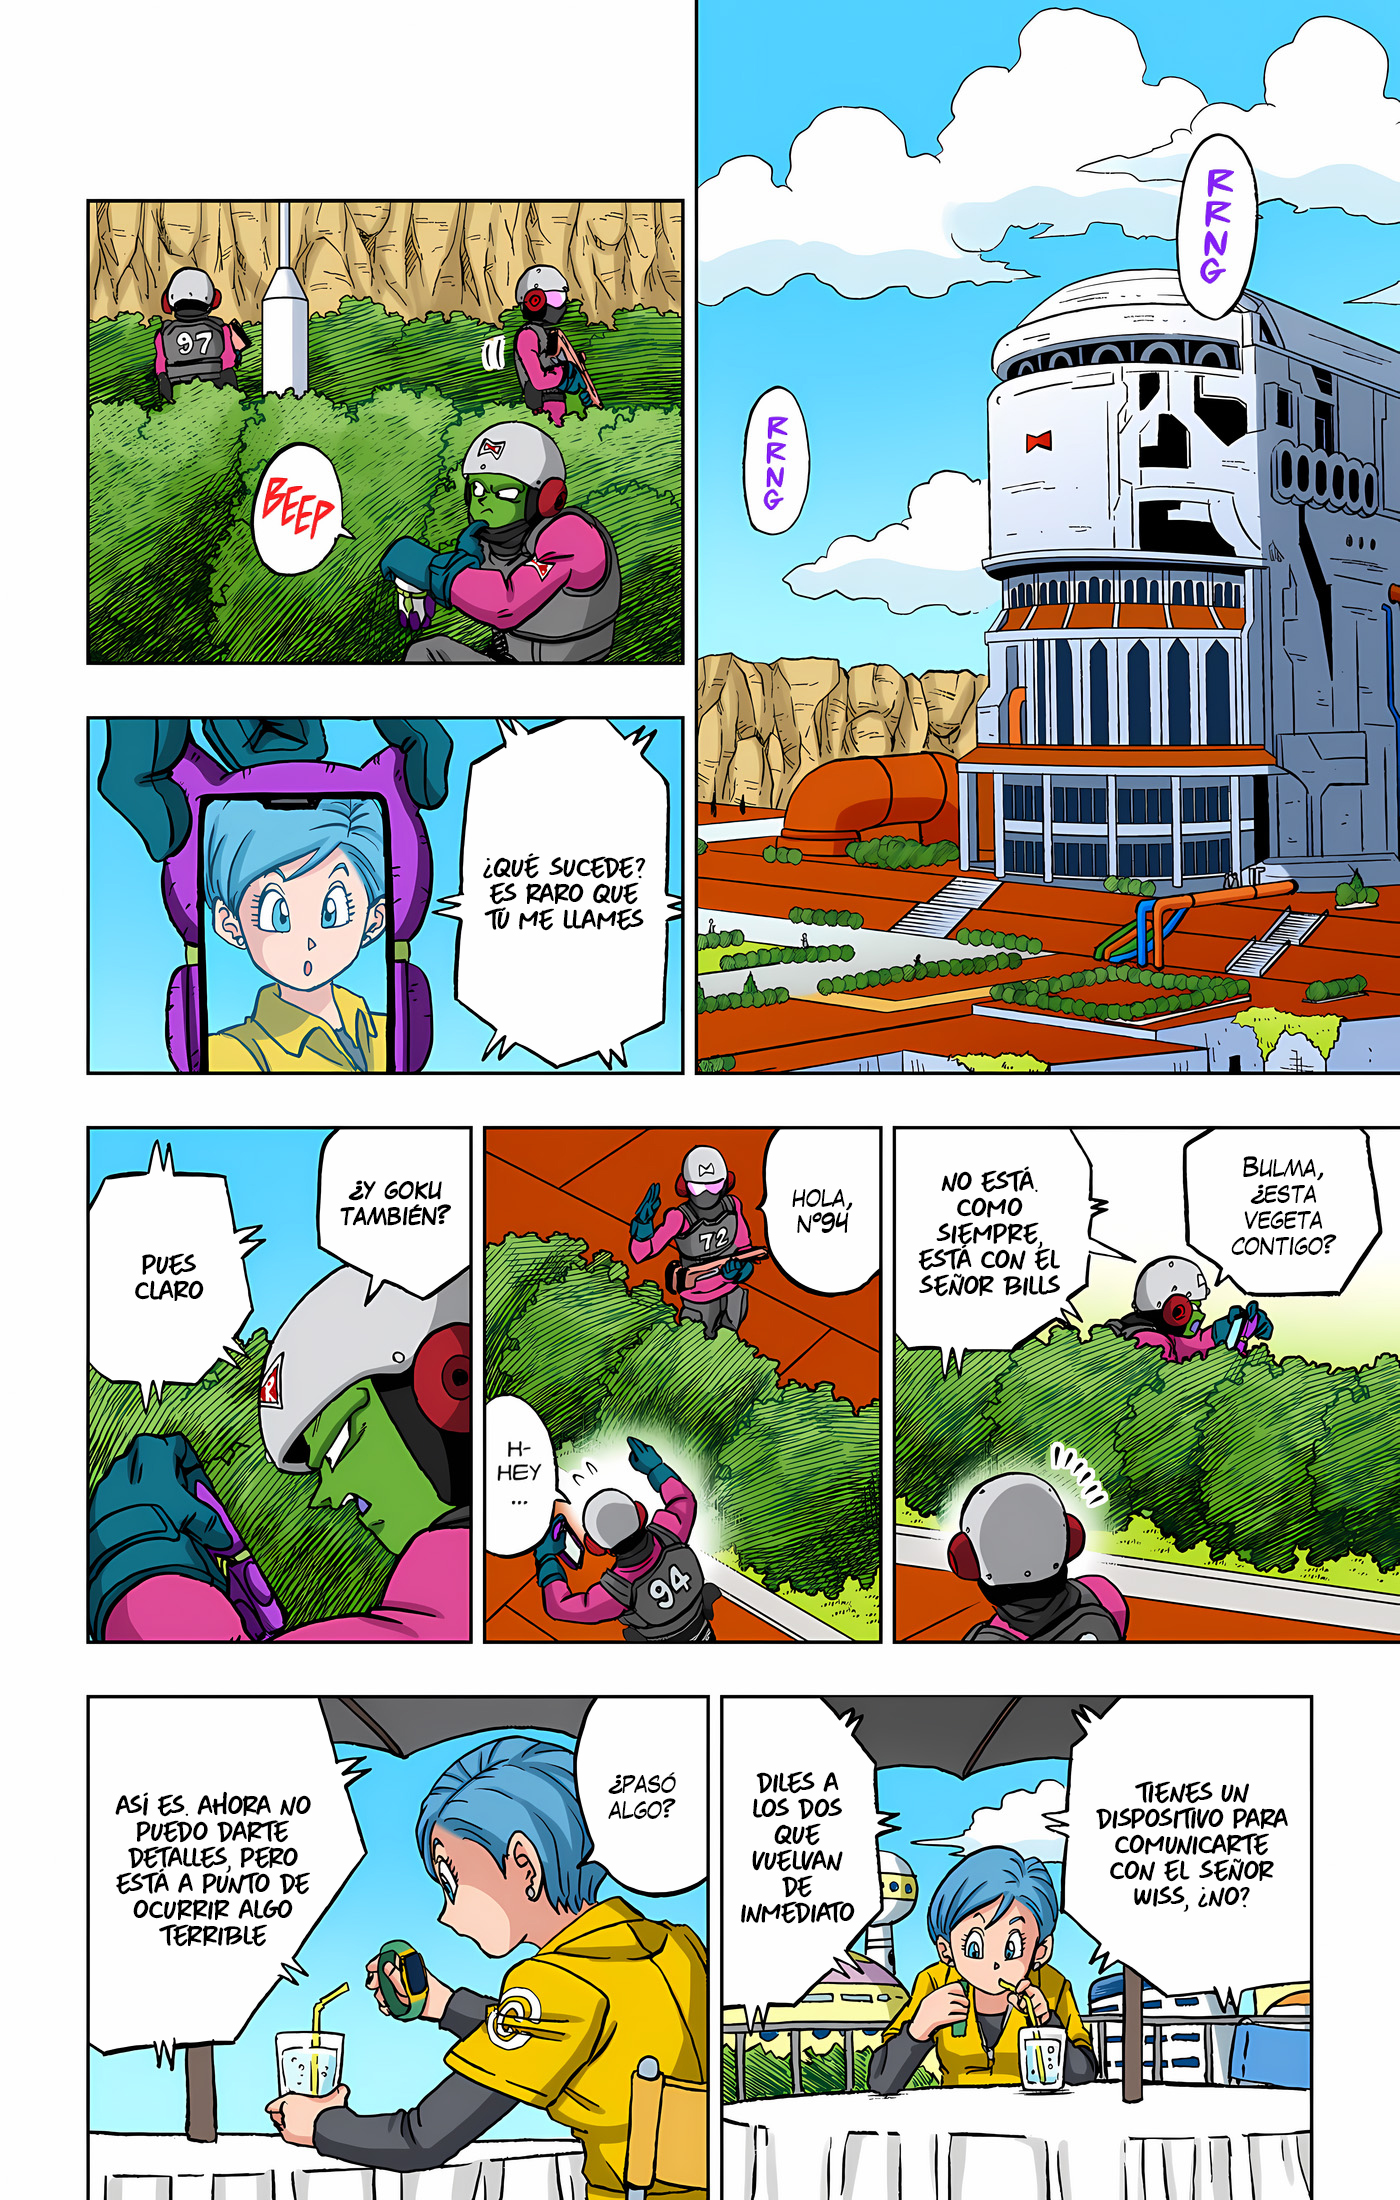 RRNG
RRNG
97
BEEP
¿QUÉ SUCEDE?
ES RARO QUE
TÚ ME LLAMES
BULMA,
¿ESTA
VEGETA
CONTIGO?
NO ESTÁ.
COMO
SIEMPRE,
ESTÁ CON EL
SEÑOR BILLS
HOLA,
Nº94
72
H-
HEY
...
94
¿Y GOKU
TAMBIÉN?
PUES
CLARO
R
TIENES UN
DISPOSITIVO PARA
COMUNICARTE
CON EL SEÑOR
WISS, ¿NO?
DILES A
LOS DOS
QUE
VUELVAN
DE
INMEDIATO
¿PASÓ
ALGO?
ASÍ ES. AHORA NO
PUEDO DARTE
DETALLES, PERO
ESTÁ A PUNTO DE
OCURRIR ALGO
TERRIBLE